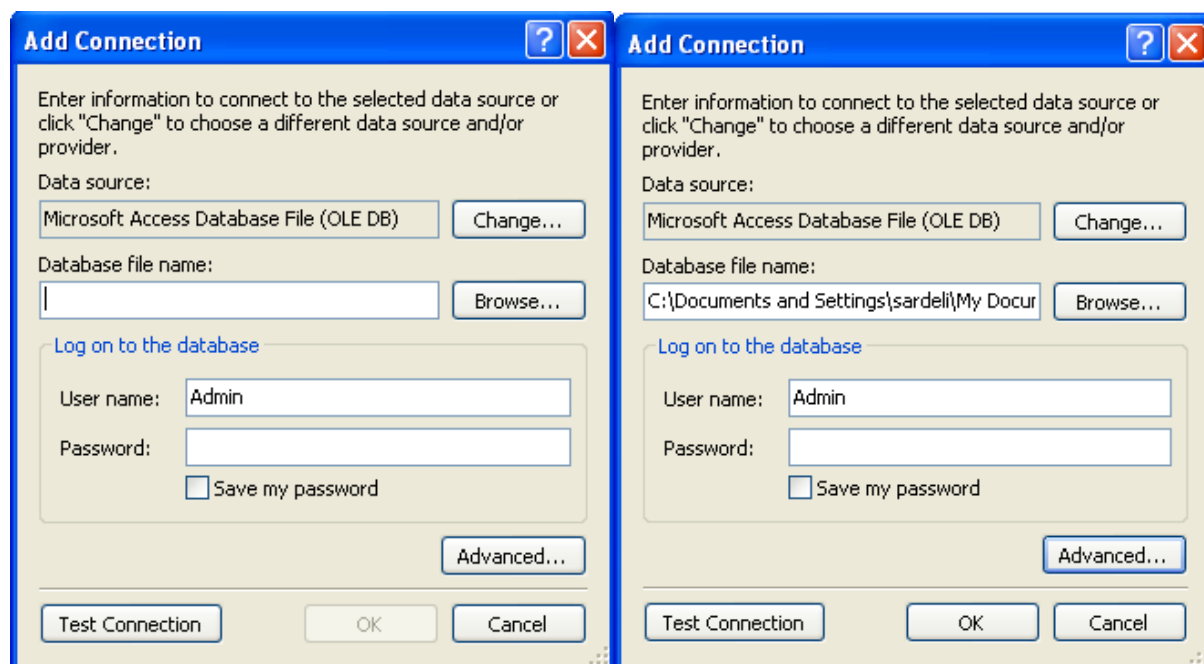 Add Connection
Enter information to connect to the selected data source or
click "Change" to choose a different data source and/or
provider.
Data source:
Microsoft Access Database File (OLE DB)
Change...
Database file name:
Browse...
Log on to the database
User name:
Admin
Password:
Save my password
Advanced...
Test Connection
OK
Cancel
Add Connection
Enter information to connect to the selected data source or
click "Change" to choose a different data source and/or
provider.
Data source:
Microsoft Access Database File (OLE DB)
Change...
Database file name:
C:\Documents and Settings\sardeli\My Docur
Browse...
Log on to the database
User name:
Admin
Password:
Save my password
Advanced...
Test Connection
OK
Cancel